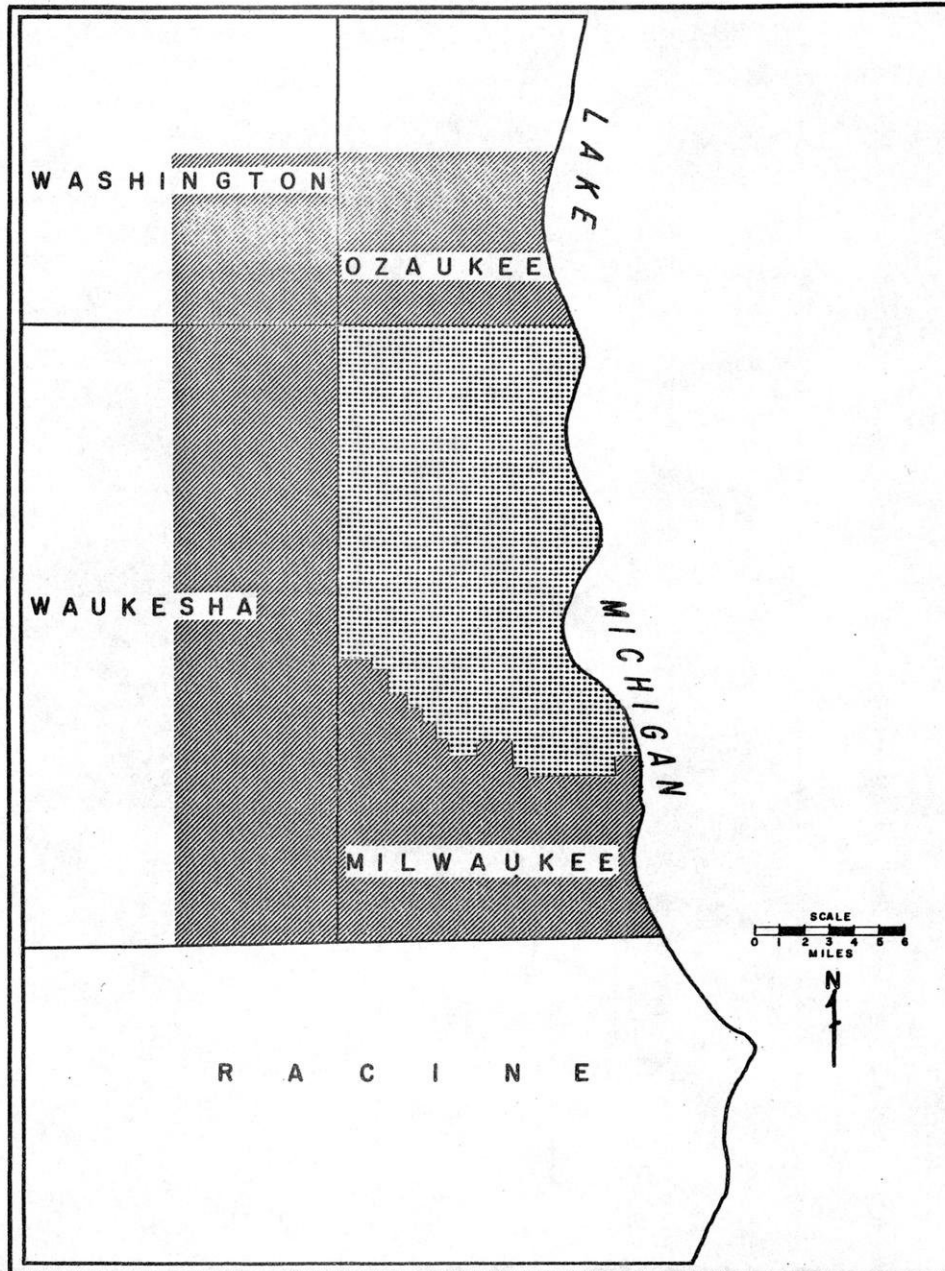 LAKE
WASHINGTON
OZAUKEE
WAUKESHA
MICHIGAN
MILWAUKEE
SCALE
0 1 2 3 4 5 6
MILES
N
RACINE